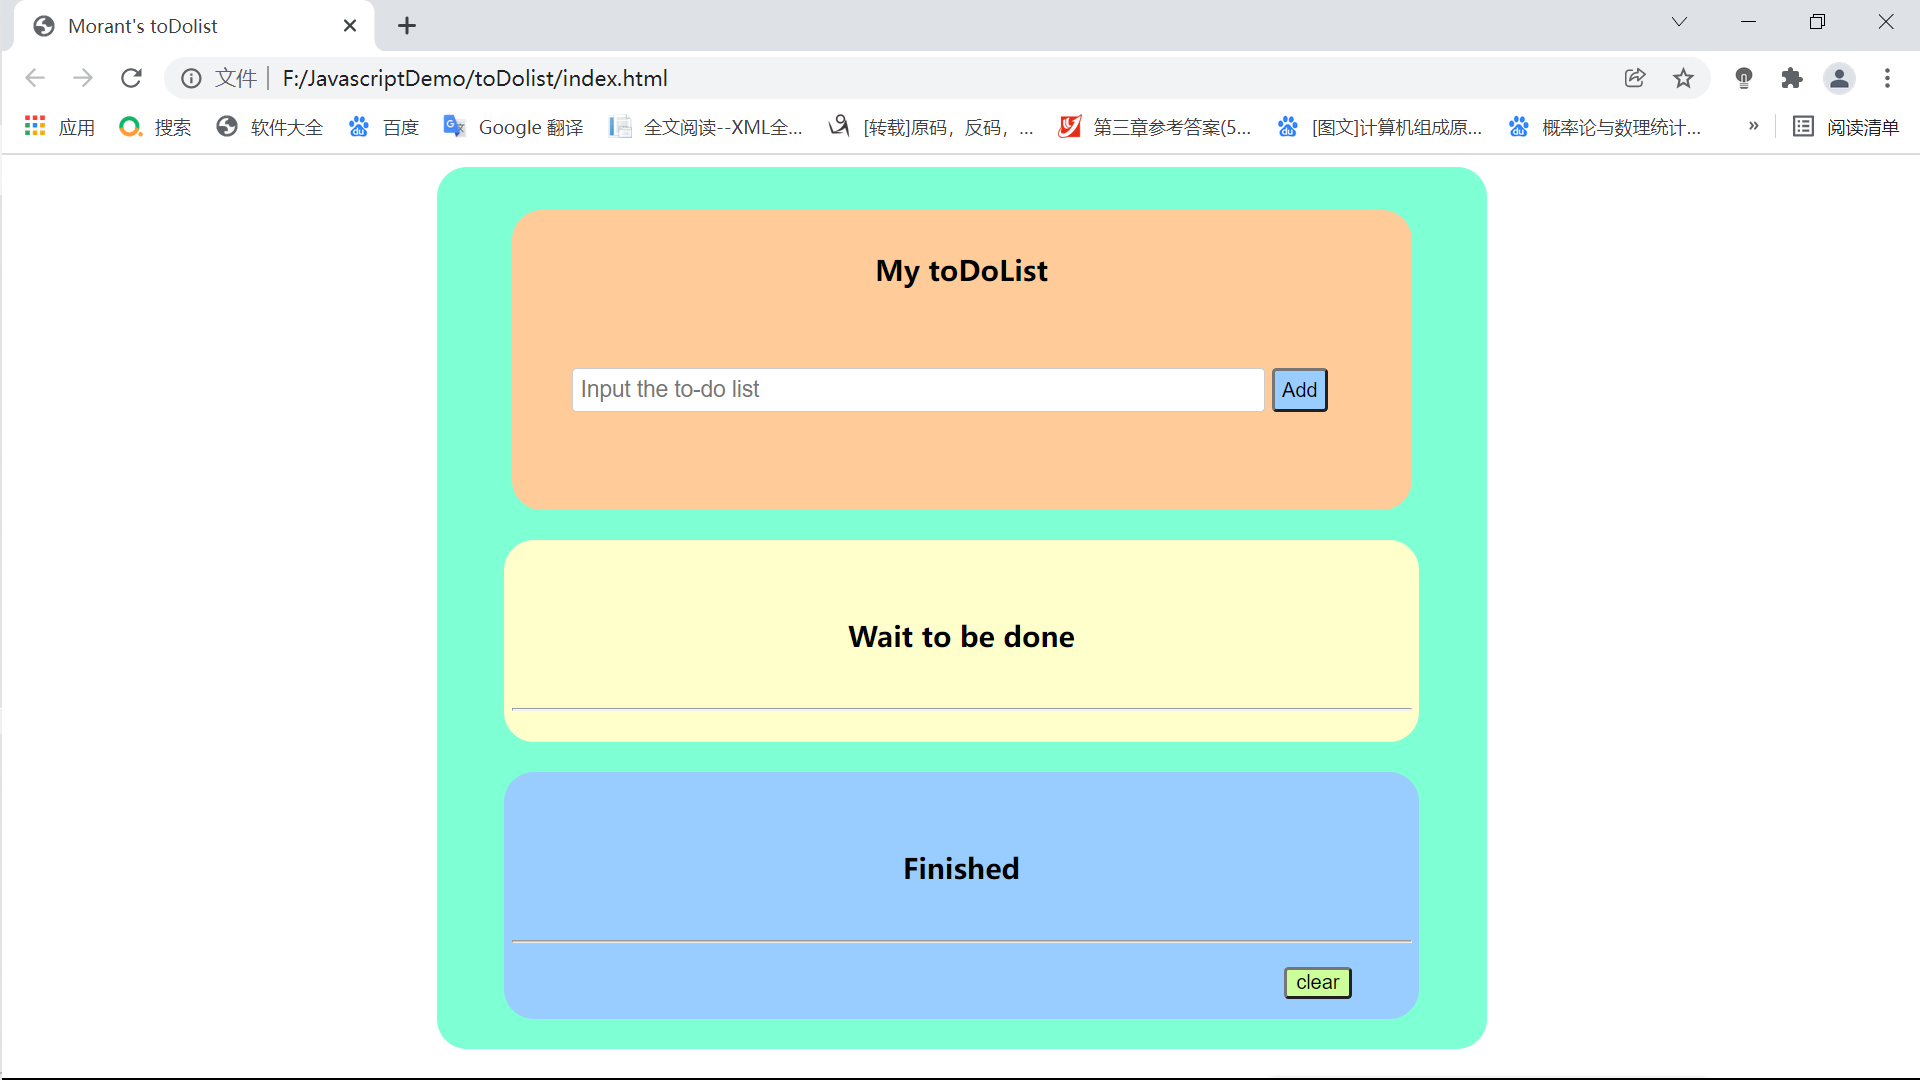 Morant's toDolist
文件 F:/JavascriptDemo/toDolist/index.html
应用 搜索 软件大全 百度 Google 翻译 全文阅读--XML全... [转载]原码，反码，... 第三章参考答案(5... [图文]计算机组成原... 概率论与数理统计... » 阅读清单
My toDoList
Input the to-do list Add
Wait to be done
Finished
clear